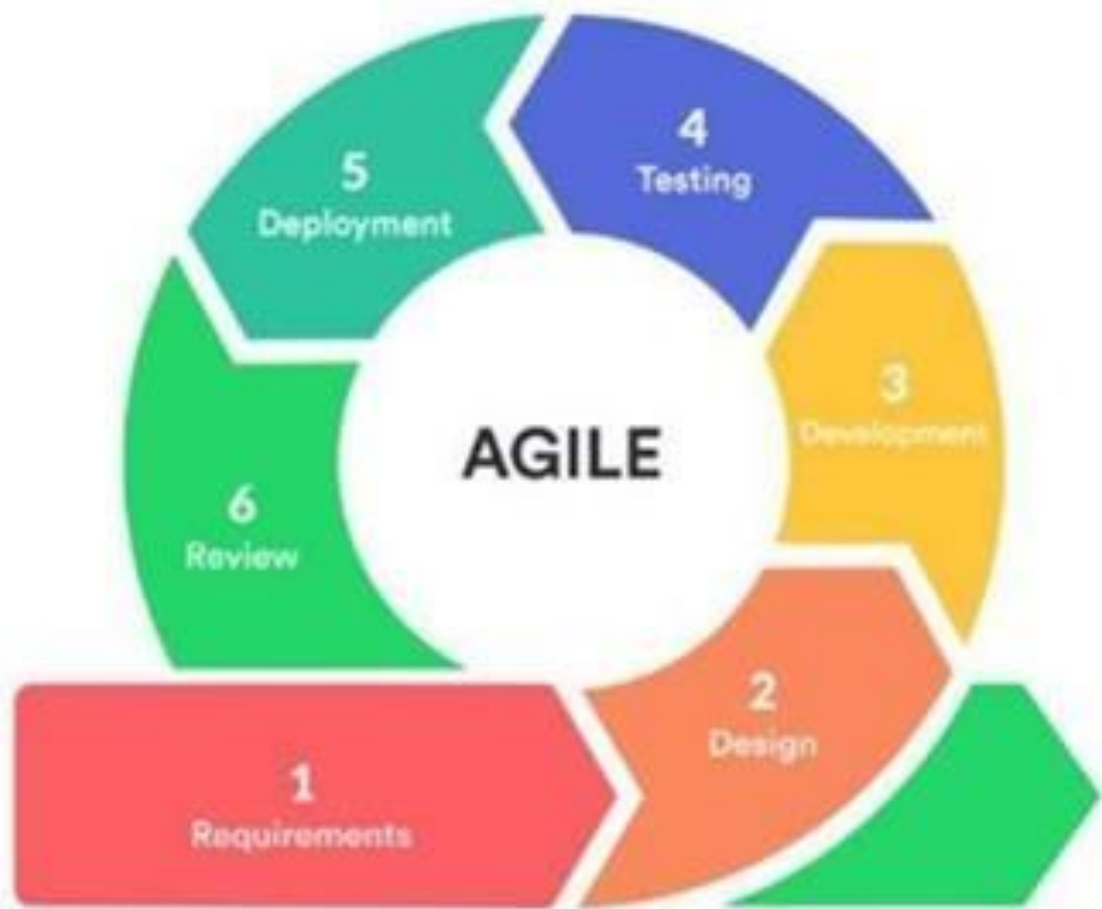 4
Testing
5
Deployment
3
Development
AGILE
6
Review
2
Design
1
Requirements